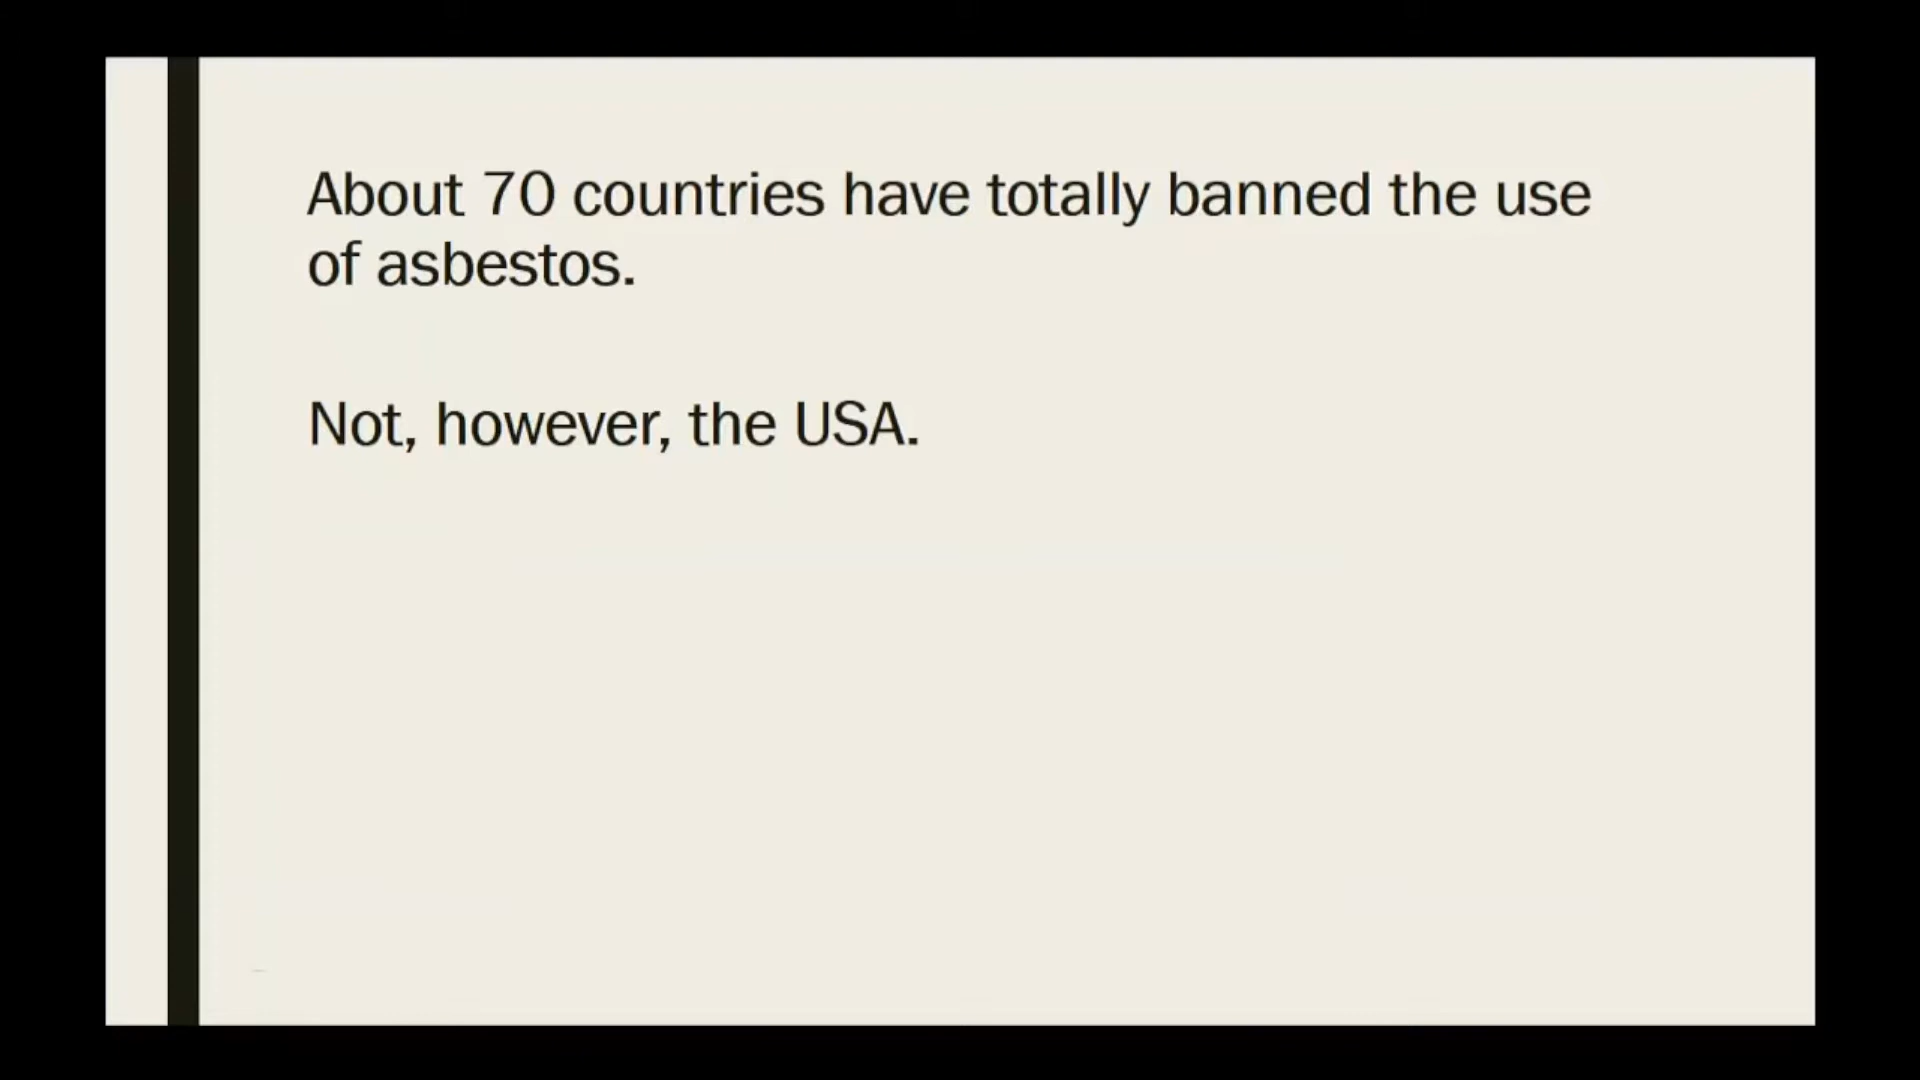 About 70 countries have totally banned the use
of asbestos.
Not, however, the USA.